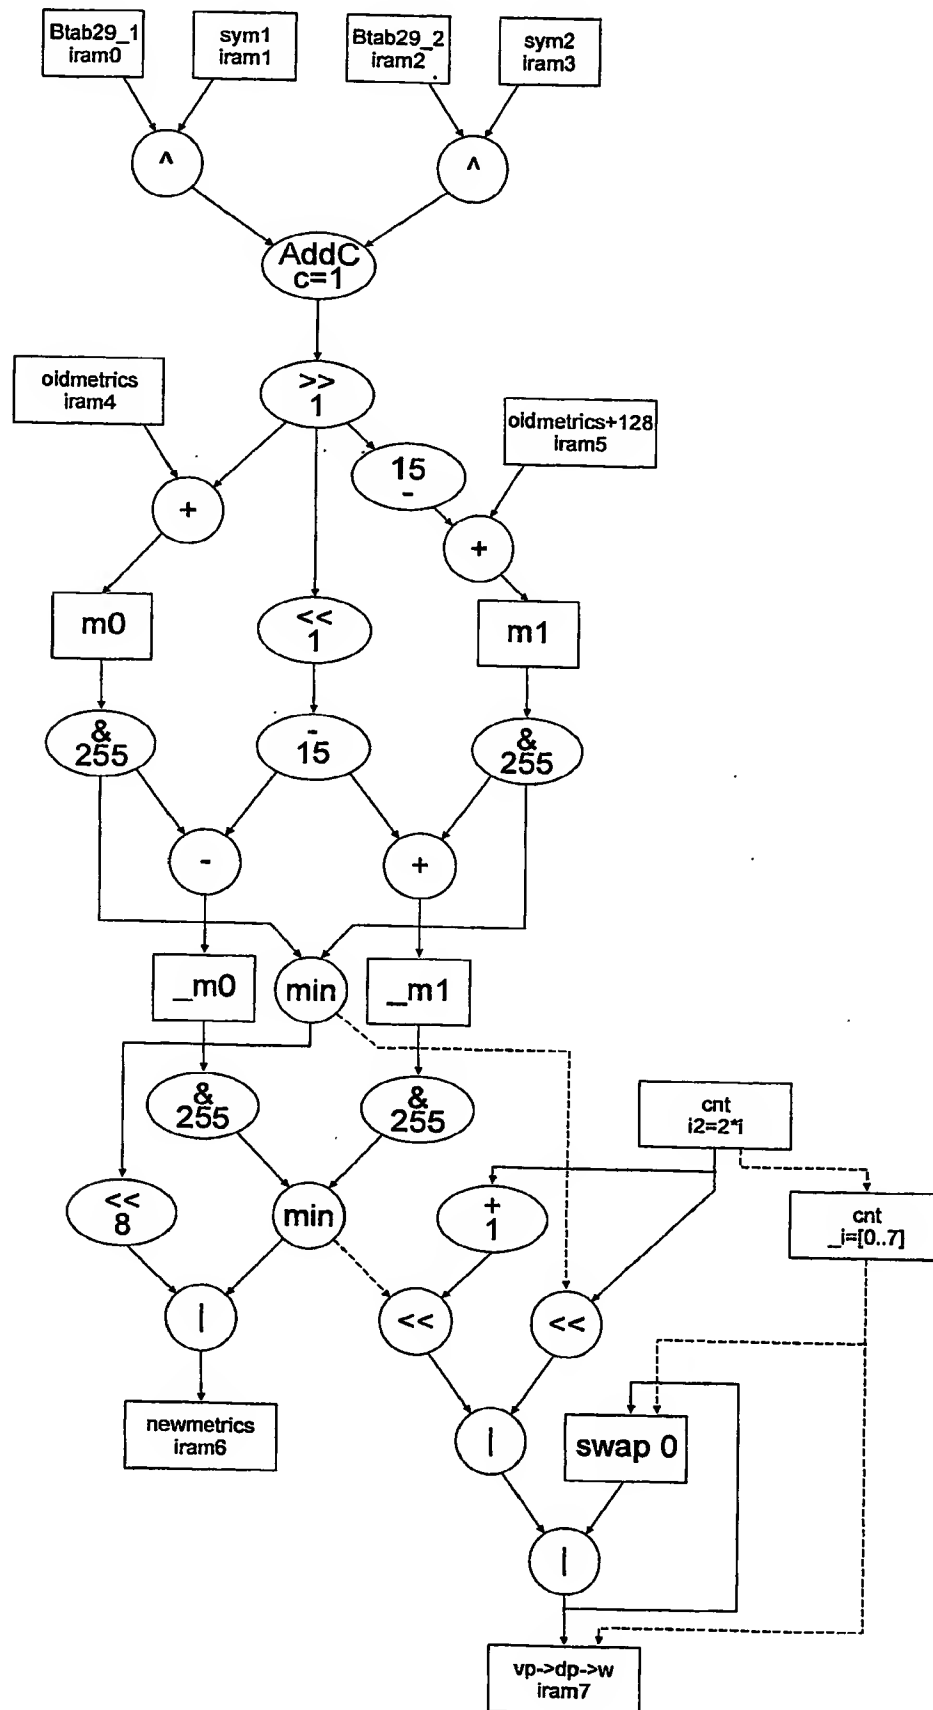 Btab29_1
iram0
sym1
iram1
Btab29_2
iram2
sym2
iram3
^
^
AddC
c=1
>>
1
oldmetrics
iram4
oldmetrics+128
iram5
15
-
+
+
m0
<<
1
m1
&
255
-
15
&
255
-
+
_m0
min
_m1
&
255
&
255
cnt
i2=2*i
<<
8
min
+
1
cnt
_i=[0..7]
|
<<
<<
newmetrics
iram6
|
swap 0
|
vp->dp->w
iram7